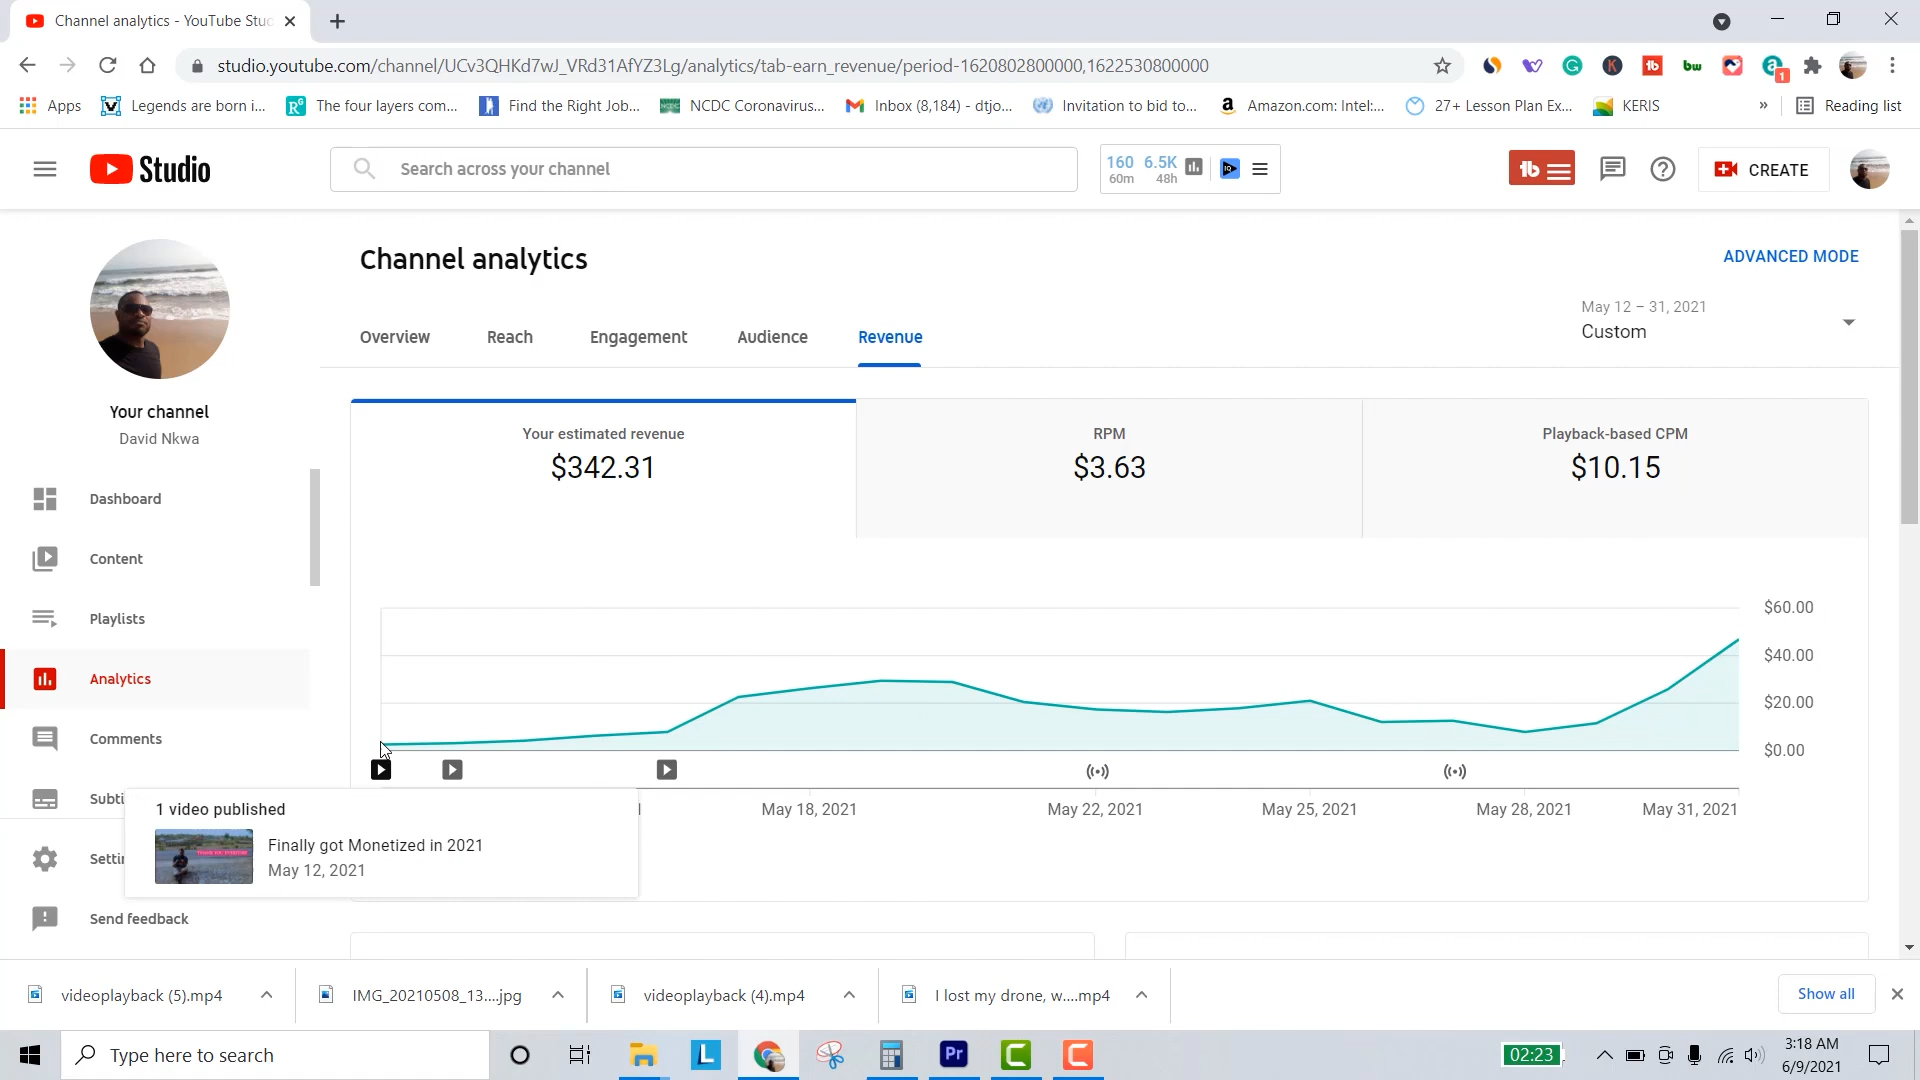 Channel analytics - YouTube Stud
studio.youtube.com/channel/UCv3QHKd7wJ_VRd31AfYZ3Lg/analytics/tab-earn_revenue/period-1620802800000,1622530800000
1
Apps
Legends are born i...
The four layers com...
Find the Right Job...
NCDC Coronavirus...
Inbox (8,184) - dtjo...
Invitation to bid to...
Amazon.com: Intel:...
27+ Lesson Plan Ex...
KERIS
»
Reading list
Studio
Search across your channel
160 6.5K
60m 48h
CREATE
Channel analytics
ADVANCED MODE
Overview
Reach
Engagement
Audience
Revenue
May 12 – 31, 2021
Custom
Your channel
David Nkwa
Dashboard
Content
Playlists
Analytics
Comments
Subti
Settin
Send feedback
Your estimated revenue
$342.31
RPM
$3.63
Playback-based CPM
$10.15
$60.00
$40.00
$20.00
$0.00
May 18, 2021
May 22, 2021
May 25, 2021
May 28, 2021
May 31, 2021
1 video published
Finally got Monetized in 2021
May 12, 2021
videoplayback (5).mp4
IMG_20210508_13....jpg
videoplayback (4).mp4
I lost my drone, w....mp4
Show all
Type here to search
L
Pr
02:23
3:18 AM
6/9/2021